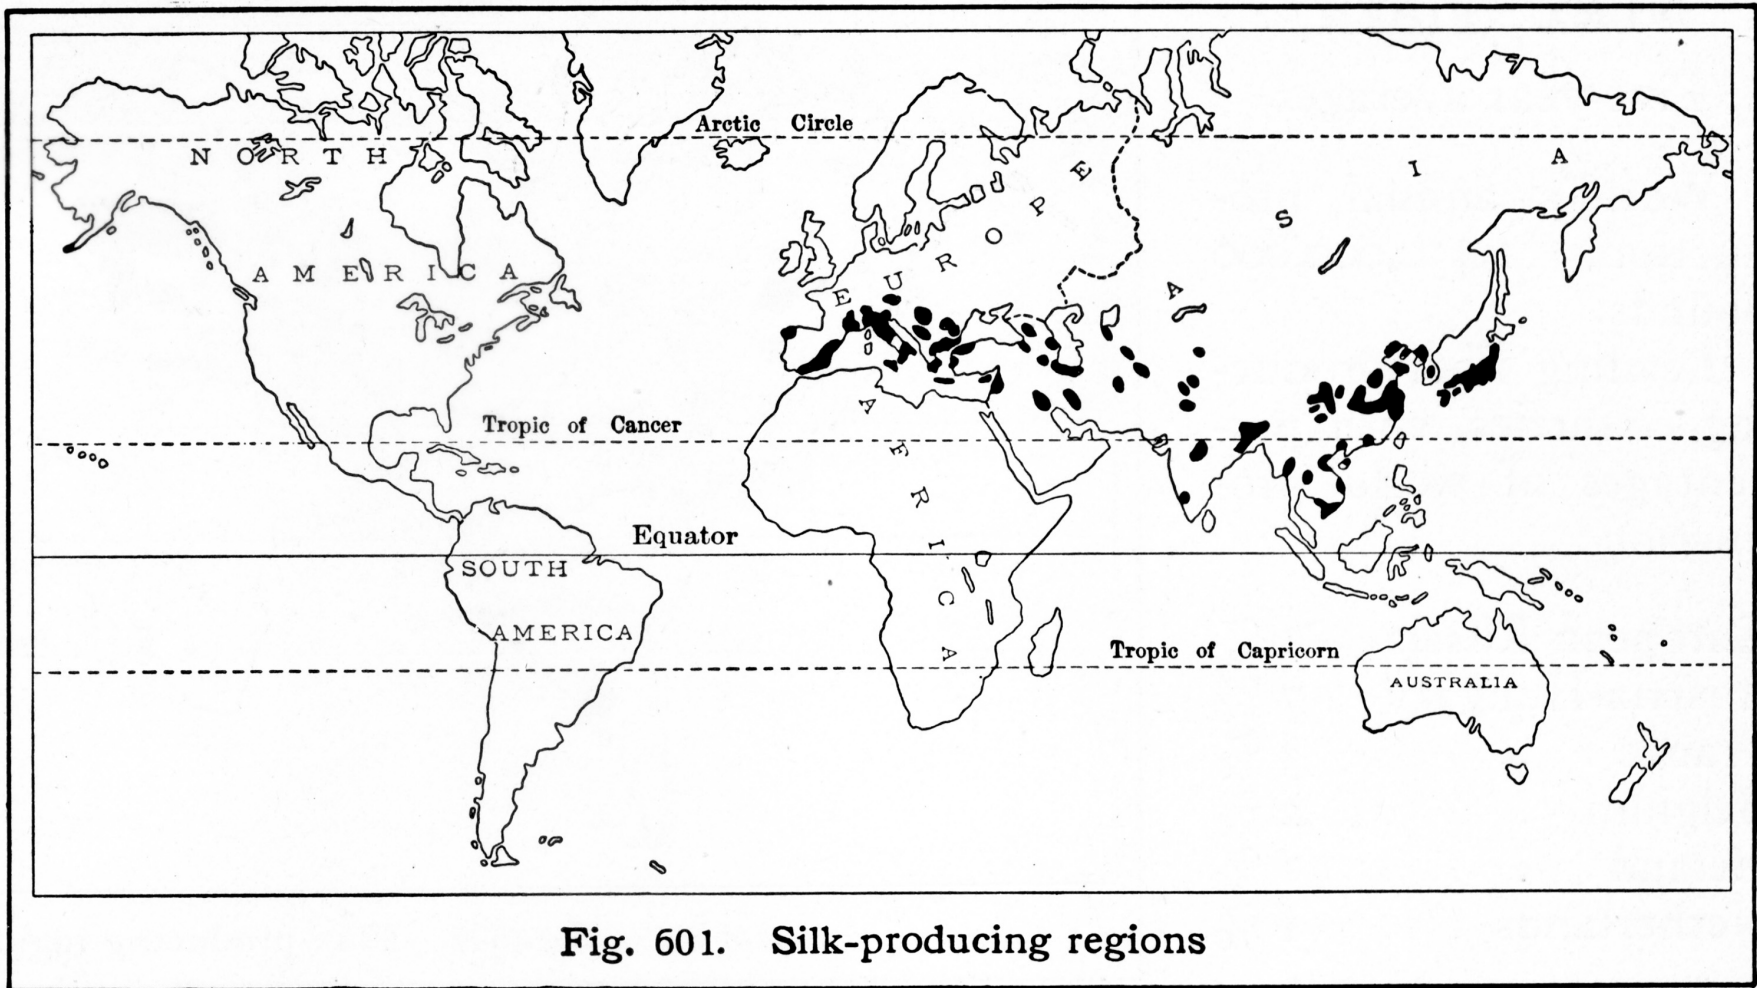 Arctic Circle
NORTH
AMERICA
EUROPE
ASIA
Tropic of Cancer
AFRICA
Equator
SOUTH
AMERICA
Tropic of Capricorn
AUSTRALIA
Fig. 601. Silk-producing regions